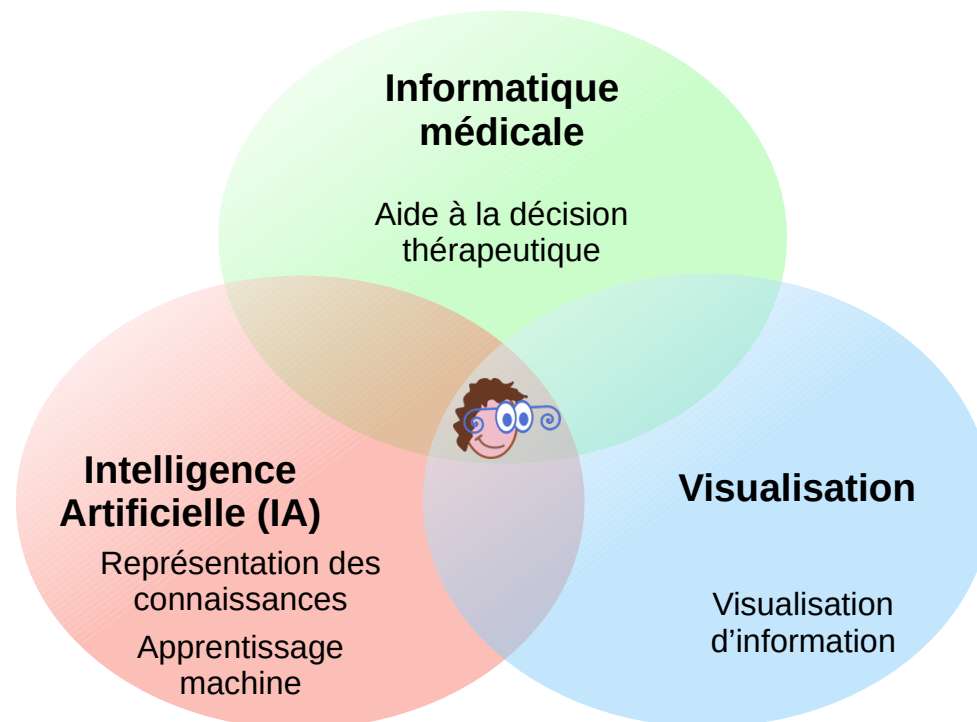 Informatique
médicale
Aide à la décision
thérapeutique
Intelligence
Artificielle (IA)
Représentation des
connaissances
Apprentissage
machine
Visualisation
Visualisation
d’information